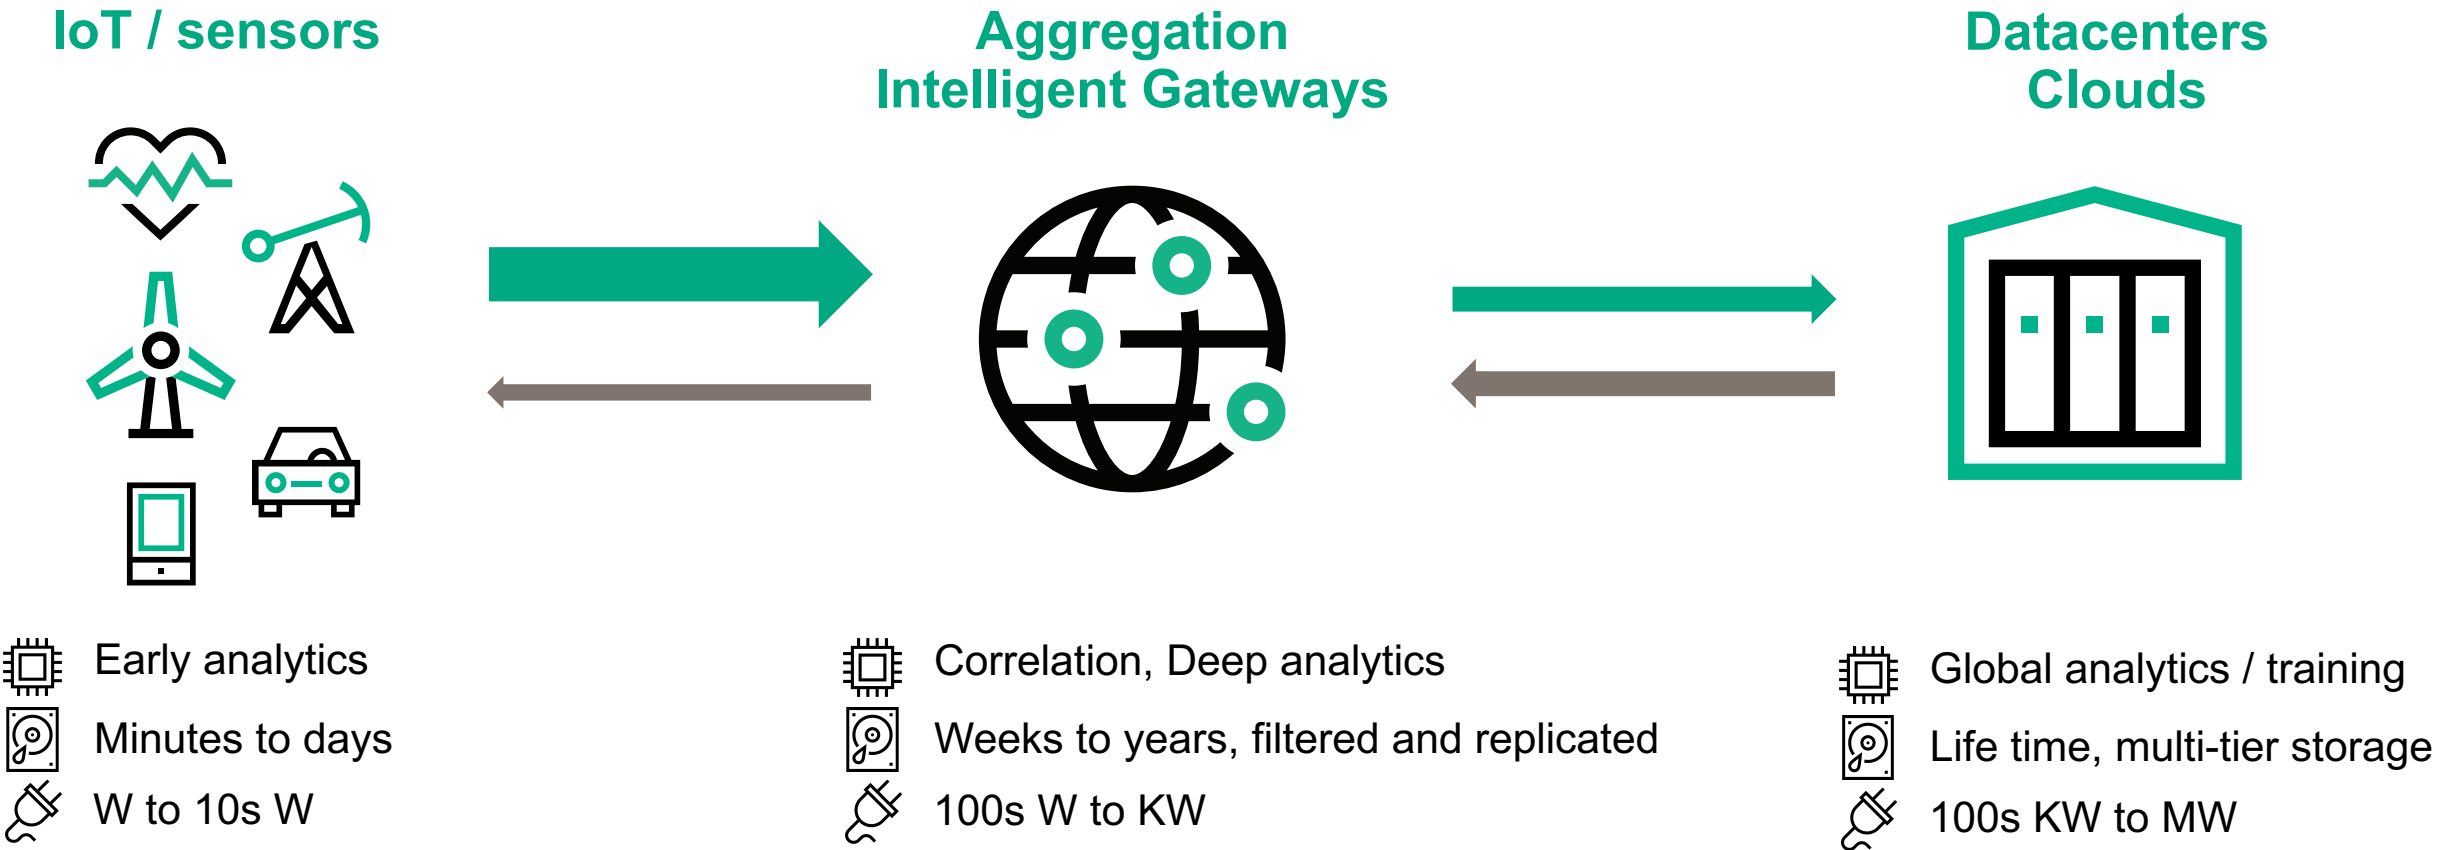 IoT / sensors
Aggregation
Intelligent Gateways
Datacenters
Clouds
Early analytics
Minutes to days
W to 10s W
Correlation, Deep analytics
Weeks to years, filtered and replicated
100s W to KW
Global analytics / training
Life time, multi-tier storage
100s KW to MW